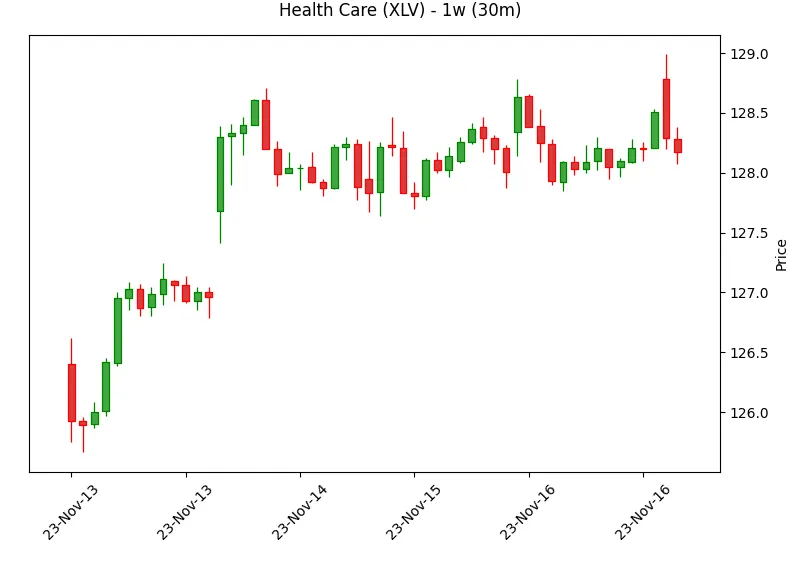 Health Care (XLV) - 1w (30m)
129.0
128.5
128.0
127.5
127.0
126.5
126.0
Price
23-Nov-13
23-Nov-13
23-Nov-14
23-Nov-15
23-Nov-16
23-Nov-16